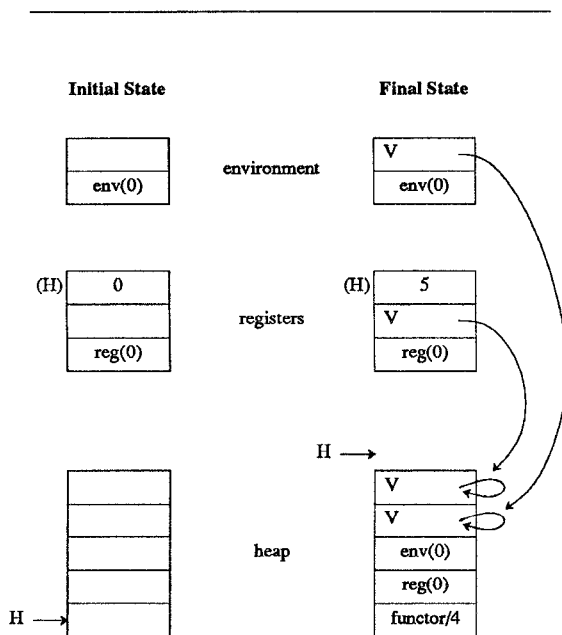 Initial State Final State
V
environment
env(0) env(0)
(H) 0 (H) 5
registers V
reg(0) reg(0)
H
V
V
heap env(0)
reg(0)
H functor/4